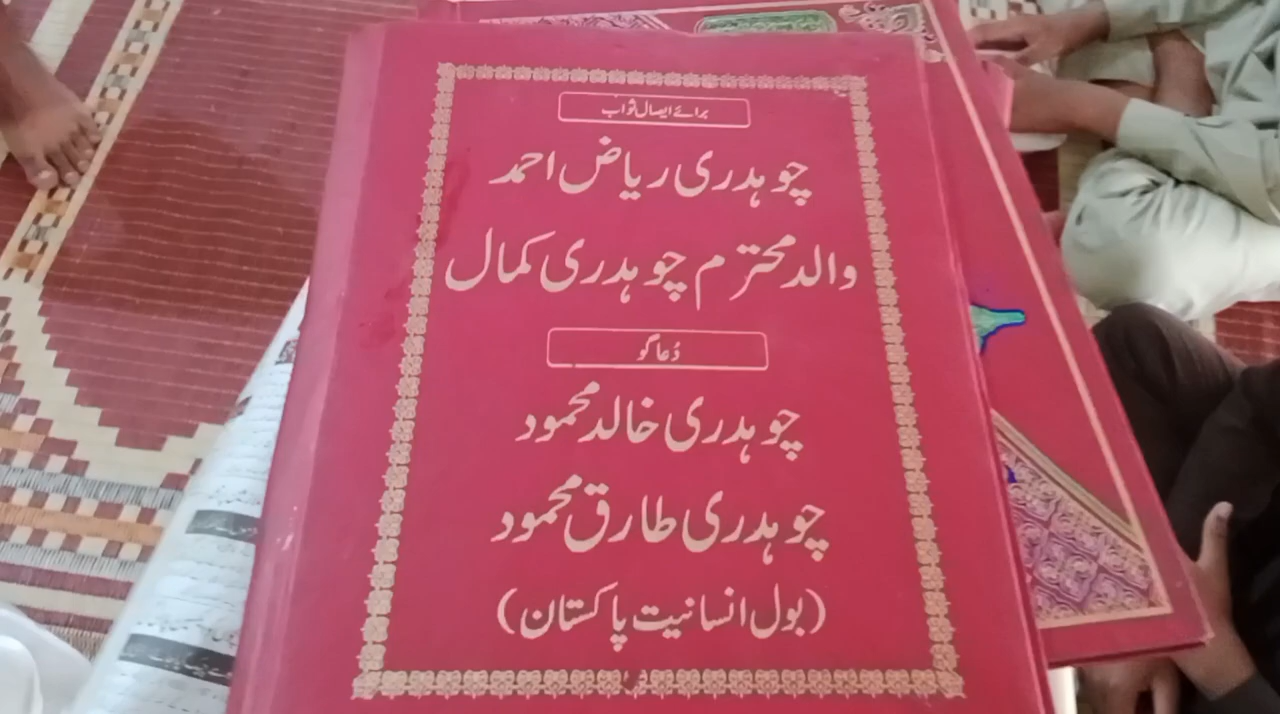 برائے ایصال ثواب
چوہدری ریاض احمد
والد محترم چوہدری کمال
دُعا گو
چوہدری خالد محمود
چوہدری طارق محمود
(بول انسانیت پاکستان)